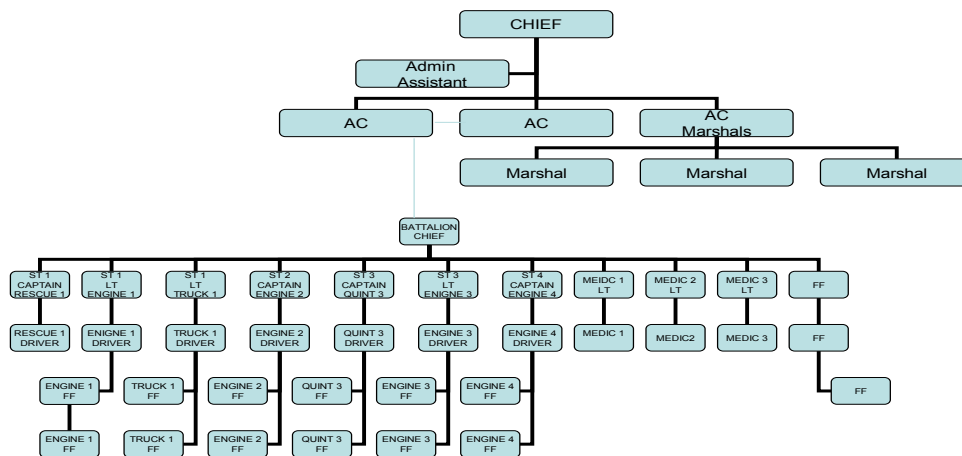 CHIEF
Admin
Assistant
AC
AC
AC
Marshals
Marshal
Marshal
Marshal
BATTALION
CHIEF
ST 1
CAPTAIN
RESCUE 1
ST 1
LT
ENGINE 1
ST 1
LT
TRUCK 1
ST 2
CAPTAIN
ENGINE 2
ST 3
CAPTAIN
QUINT 3
ST 3
LT
ENIGNE 3
ST 4
CAPTAIN
ENGINE 4
MEDIC 1
LT
MEDIC 2
LT
MEDIC 3
LT
FF
RESCUE 1
DRIVER
ENIGNE 1
DRIVER
TRUCK 1
DRIVER
ENGINE 2
DRIVER
QUINT 3
DRIVER
ENGINE 3
DRIVER
ENGINE 4
DRIVER
MEDIC 1
MEDIC2
MEDIC 3
FF
ENGINE 1
FF
TRUCK 1
FF
ENGINE 2
FF
QUINT 3
FF
ENGINE 3
FF
ENGINE 4
FF
FF
ENGINE 1
FF
TRUCK 1
FF
ENGINE 2
FF
QUINT 3
FF
ENGINE 3
FF
ENGINE 4
FF